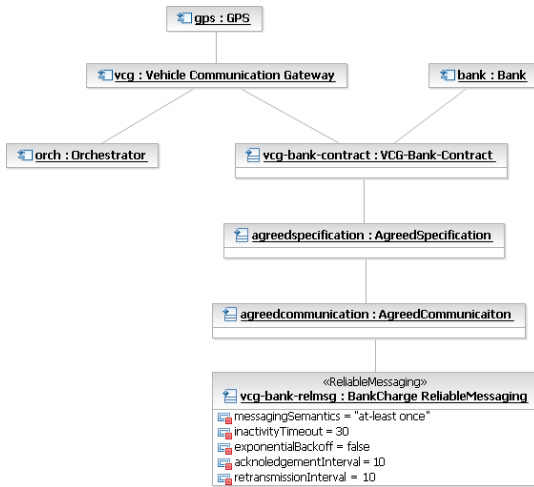 gps : GPS
vcg : Vehicle Communication Gateway
bank : Bank
orch : Orchestrator
vcg-bank-contract : VCG-Bank-Contract
agreedspecification : AgreedSpecification
agreedcommunication : AgreedCommunicaiton
«ReliableMessaging»
vcg-bank-relmsg : BankCharge ReliableMessaging
messagingSemantics = "at-least once"
inactivityTimeout = 30
exponentialBackoff = false
acknoledgementInterval = 10
retransmissionInterval = 10